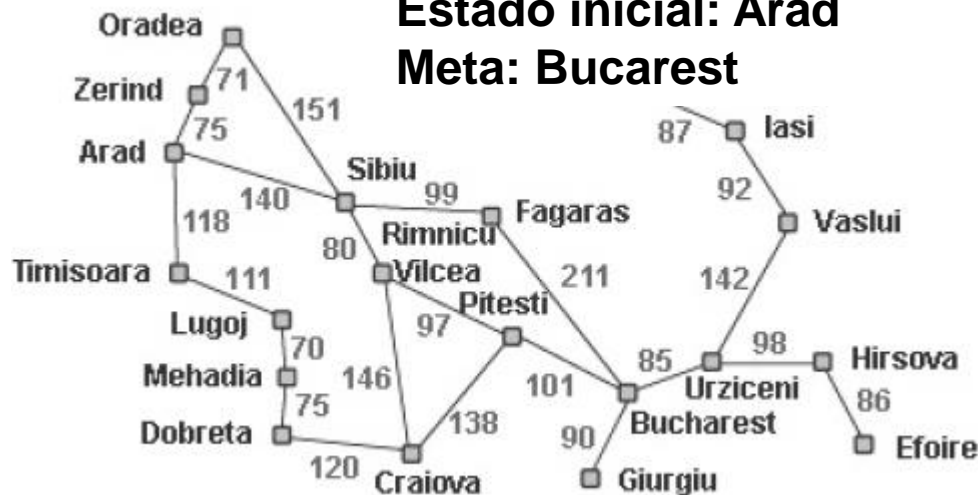 Estado inicial: Arad
Meta: Bucarest
Oradea
71
Zerind
151
75
87
Iasi
Arad
Sibiu
92
140
99
Fagaras
118
80
Rimnicu
Vilcea
Vaslui
Timisoara
111
211
142
Pitesti
Lugoj
97
70
85
98
Hirsova
Mehadia
146
101
Urziceni
75
86
138
Bucharest
Dobreta
90
Efoire
120
Craiova
Giurgiu